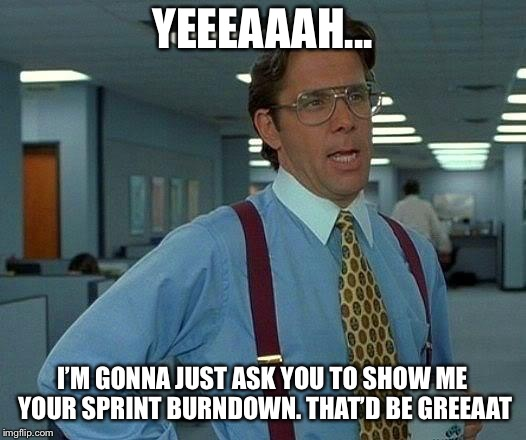 YEEEAAAH...
I'M GONNA JUST ASK YOU TO SHOW ME
YOUR SPRINT BURNDOWN. THAT'D BE GREEAAT
imgflip.com